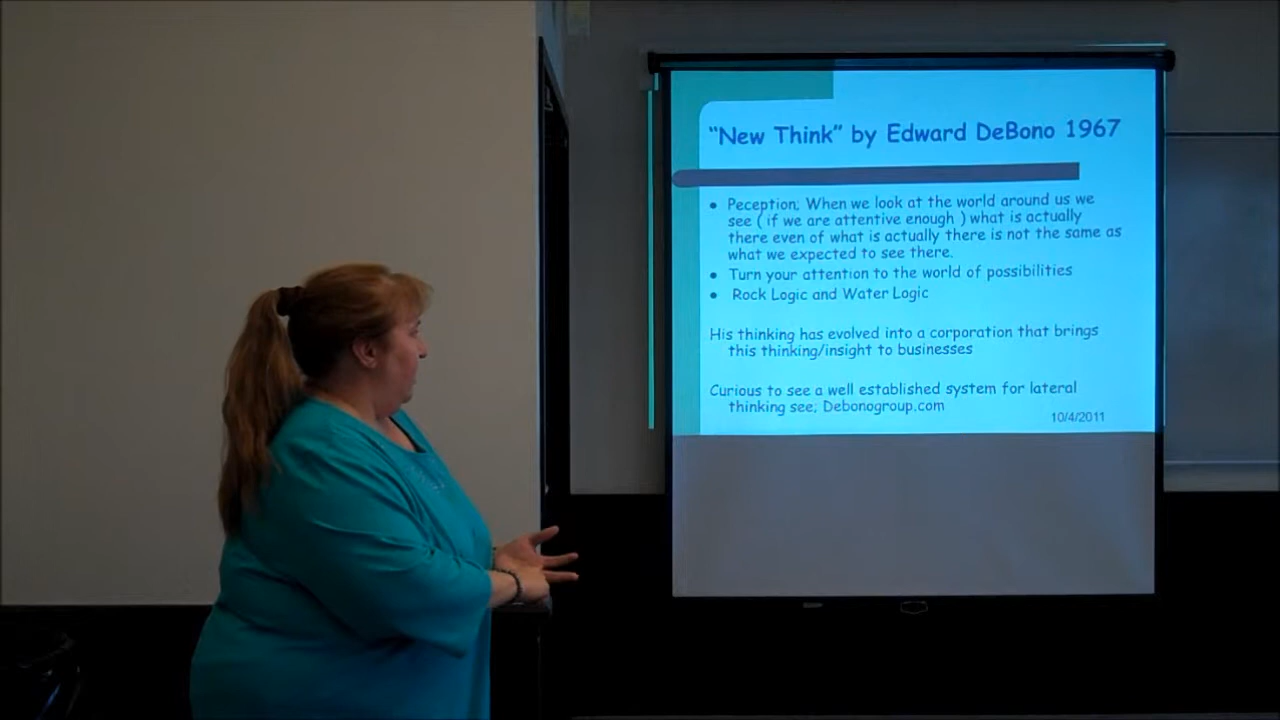 “New Think” by Edward DeBono 1967
• Peception; When we look at the world around us we
see ( if we are attentive enough ) what is actually
there even of what is actually there is not the same as
what we expected to see there.
• Turn your attention to the world of possibilities
• Rock Logic and Water Logic
His thinking has evolved into a corporation that brings
this thinking/insight to businesses
Curious to see a well established system for lateral
thinking see; Debonogroup.com
10/4/2011